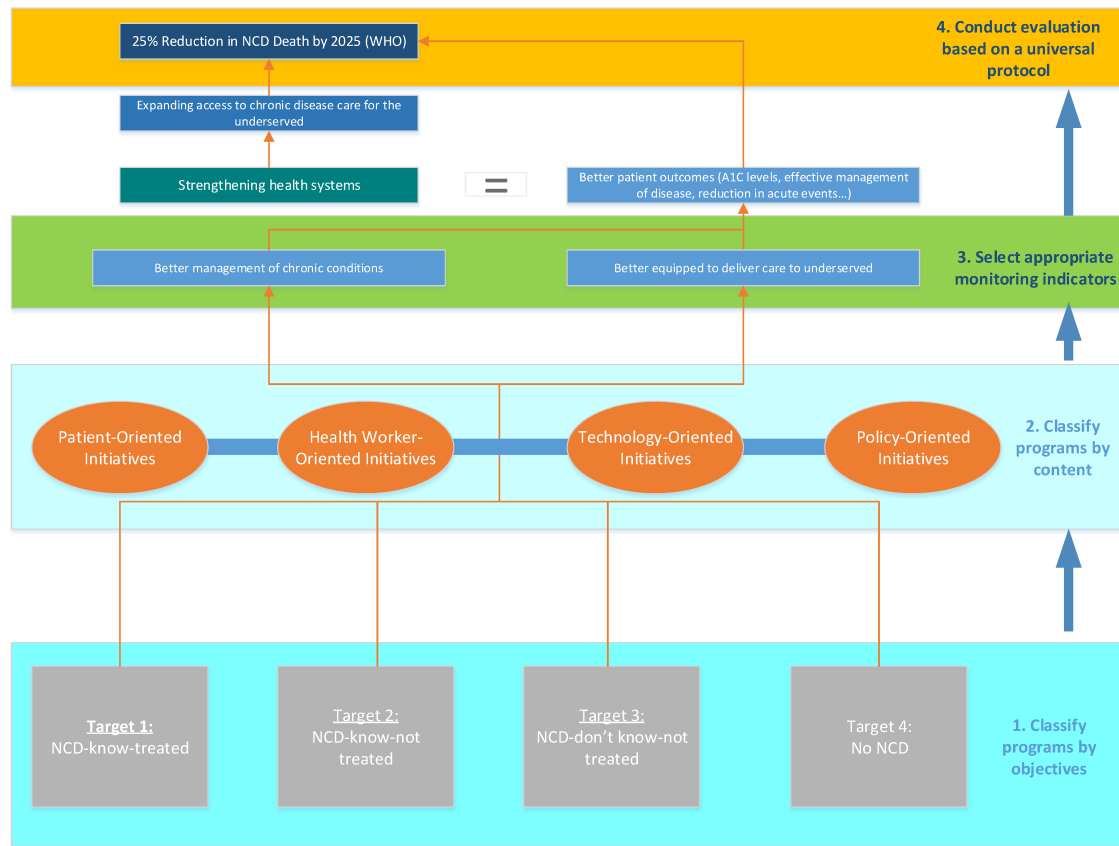 25% Reduction in NCD Death by 2025 (WHO)
4. Conduct evaluation
based on a universal
protocol
Expanding access to chronic disease care for the
underserved
Strengthening health systems
=
Better patient outcomes (A1C levels, effective management
of disease, reduction in acute events…)
Better management of chronic conditions
Better equipped to deliver care to underserved
3. Select appropriate
monitoring indicators
Patient-Oriented
Initiatives
Health Worker-
Oriented Initiatives
Technology-Oriented
Initiatives
Policy-Oriented
Initiatives
2. Classify
programs by
content
Target 1:
NCD-know-treated
Target 2:
NCD-know-not
treated
Target 3:
NCD-don't know-not
treated
Target 4:
No NCD
1. Classify
programs by
objectives